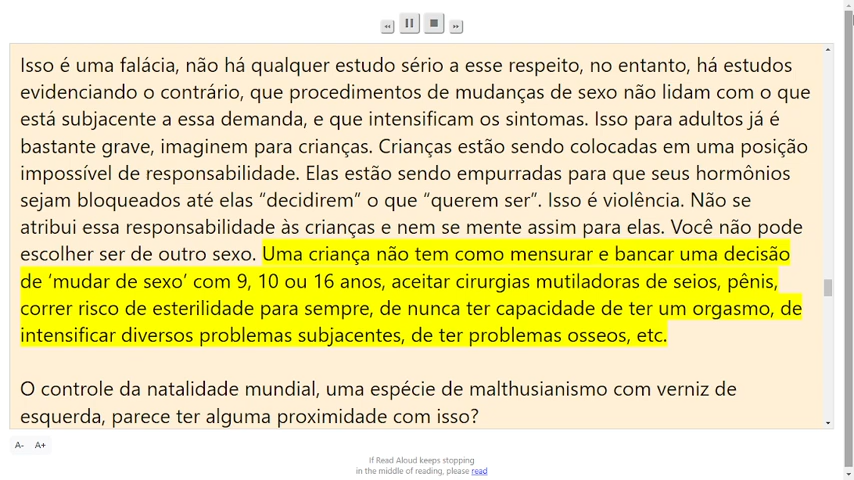 Isso é uma falácia, não há qualquer estudo sério a esse respeito, no entanto, há estudos
evidenciando o contrário, que procedimentos de mudanças de sexo não lidam com o que
está subjacente a essa demanda, e que intensificam os sintomas. Isso para adultos já é
bastante grave, imaginem para crianças. Crianças estão sendo colocadas em uma posição
impossível de responsabilidade. Elas estão sendo empurradas para que seus hormônios
sejam bloqueados até elas “decidirem” o que “querem ser”. Isso é violência. Não se
atribui essa responsabilidade às crianças e nem se mente assim para elas. Você não pode
escolher ser de outro sexo. Uma criança não tem como mensurar e bancar uma decisão
de ‘mudar de sexo’ com 9, 10 ou 16 anos, aceitar cirurgias mutiladoras de seios, pênis,
correr risco de esterilidade para sempre, de nunca ter capacidade de ter um orgasmo, de
intensificar diversos problemas subjacentes, de ter problemas osseos, etc.
O controle da natalidade mundial, uma espécie de malthusianismo com verniz de
esquerda, parece ter alguma proximidade com isso?
A- A+
If Read Aloud keeps stopping
in the middle of reading, please read